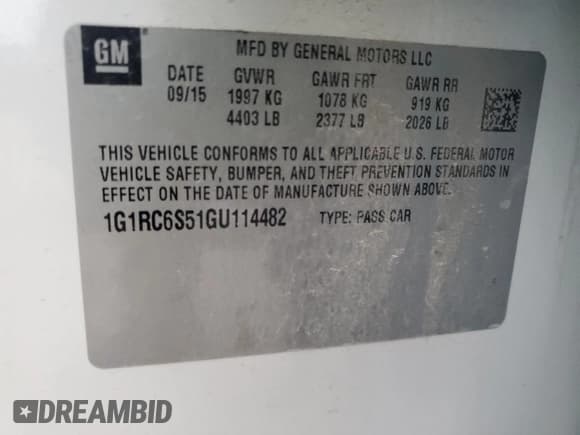 GM
MFD BY GENERAL MOTORS LLC
DATE GVWR GAWR FRT GAWR RR
09/15 1997 KG 1078 KG 919 KG
4403 LB 2377 LB 2026 LB
THIS VEHICLE CONFORMS TO ALL APPLICABLE U.S. FEDERAL MOTOR
VEHICLE SAFETY, BUMPER, AND THEFT PREVENTION STANDARDS IN
EFFECT ON THE DATE OF MANUFACTURE SHOWN ABOVE.
1G1RC6S51GU114482 TYPE: PASS CAR
DREAMBID